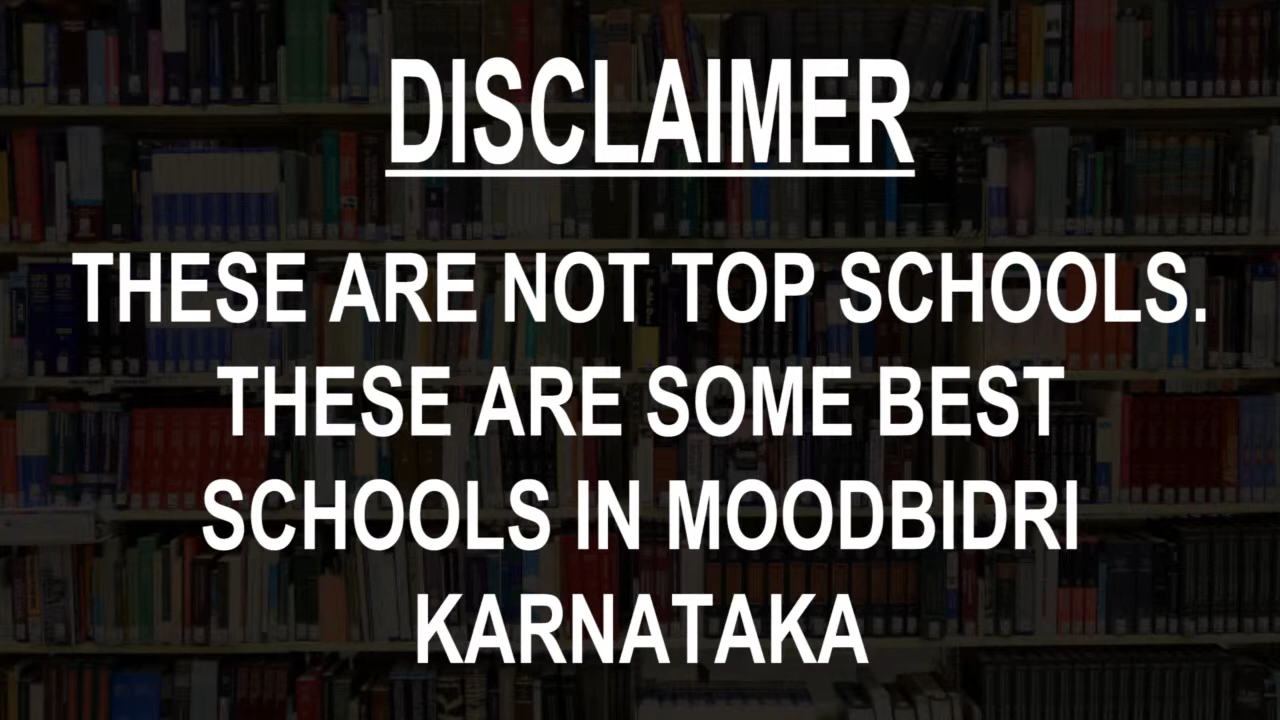 DISCLAIMER
THESE ARE NOT TOP SCHOOLS.
THESE ARE SOME BEST
SCHOOLS IN MOODBIDRI
KARNATAKA